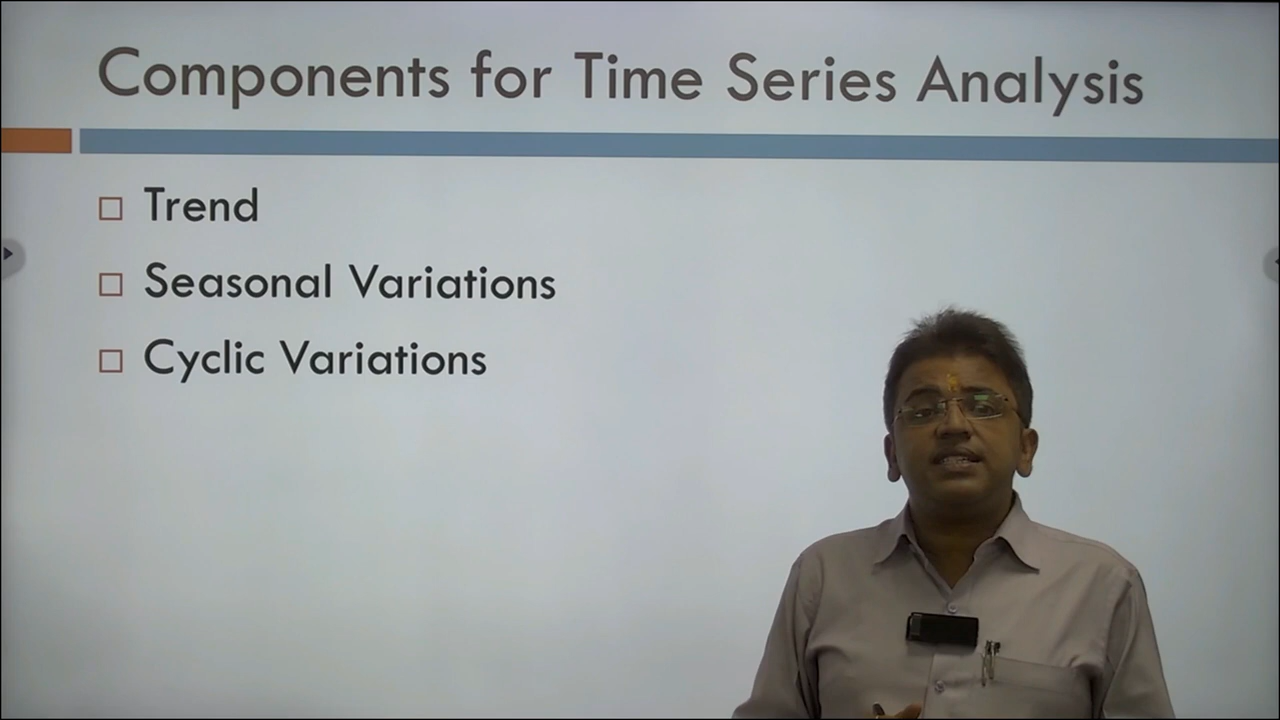 Components for Time Series Analysis
Trend
Seasonal Variations
Cyclic Variations